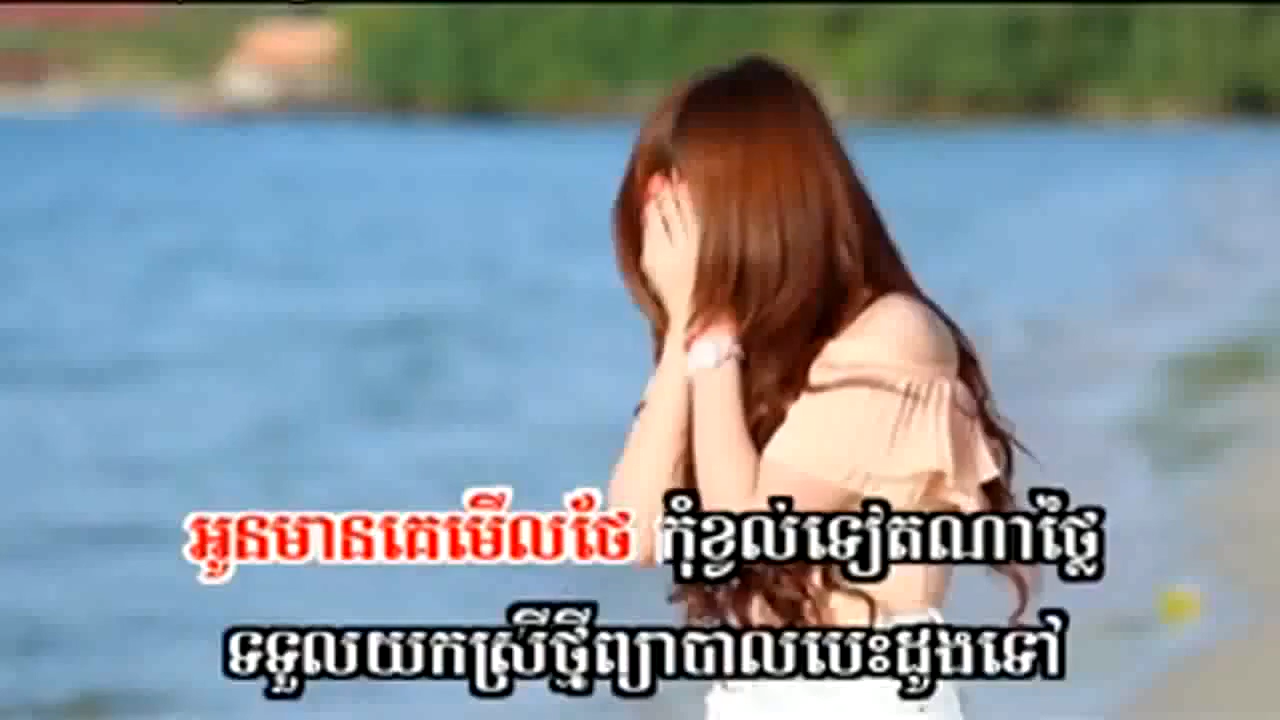 អូនមានគេមើលថែ កុំខ្វល់ទៀតណាថ្លៃ
ទទួលយកស្រីថ្មីព្យាបាលបេះដូងទៅ